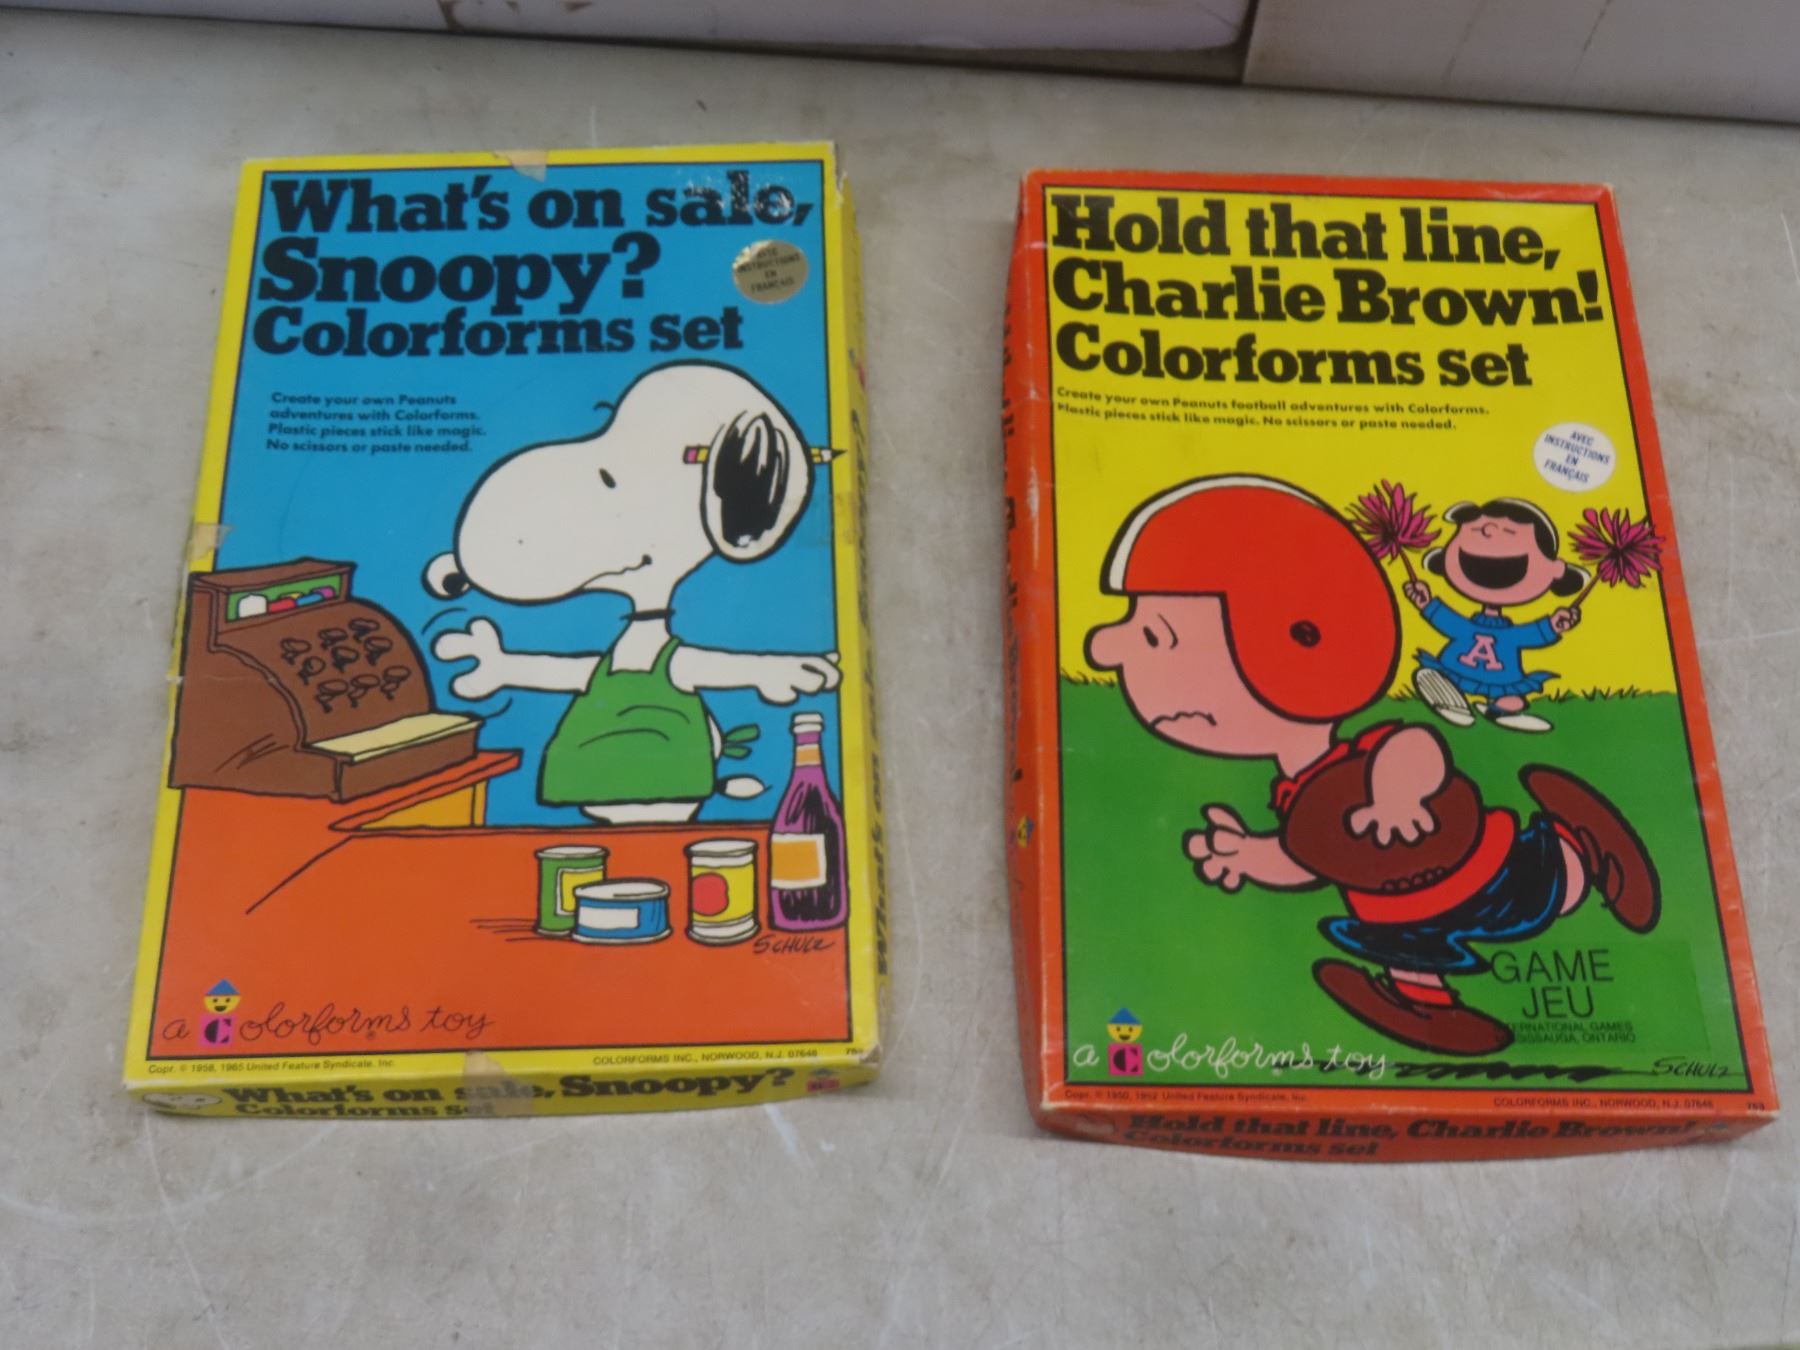 What's on sale,
Snoopy?
Colorforms set
AVEC
INSTRUCTIONS
EN
FRANÇAIS
Create your own Peanuts
adventures with Colorforms.
Plastic pieces stick like magic.
No scissors or paste needed.
SCHULZ
a Colorforms toy
Copr. © 1958, 1965 United Feature Syndicate, Inc.
COLORFORMS INC., NORWOOD, N.J. 07648
What's on sale, Snoopy?
Colorforms set
Hold that line,
Charlie Brown!
Colorforms set
Create your own Peanuts football adventures with Colorforms.
Plastic pieces stick like magic. No scissors or paste needed.
AVEC
INSTRUCTIONS
EN
FRANÇAIS
A
GAME
JEU
INTERNATIONAL GAMES
MISSISSAUGA, ONTARIO
a Colorforms toy
SCHULZ
Copr. © 1950, 1952 United Feature Syndicate, Inc.
COLORFORMS INC., NORWOOD, N.J. 07648
Hold that line, Charlie Brown!
Colorforms set